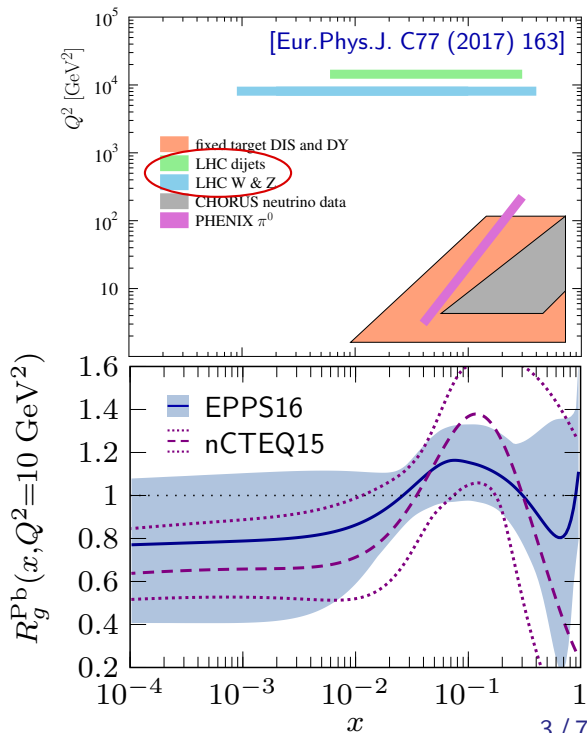 [Eur.Phys.J. C77 (2017) 163]
10^5
10^4
10^3
10^2
10
Q^2 [GeV^2]
fixed target DIS and DY
LHC dijets
LHC W & Z
CHORUS neutrino data
PHENIX π^0
1.6
1.4
1.2
1
0.8
0.6
0.4
0.2
R_g^Pb(x,Q^2=10 GeV^2)
EPPS16
nCTEQ15
10^−4 10^−3 10^−2 10^−1 1
x
3 / 7